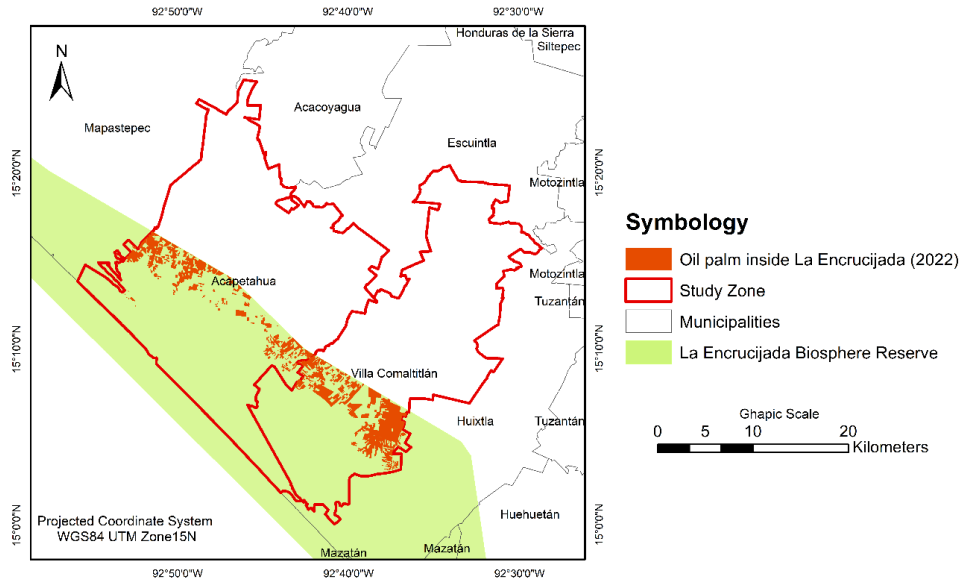 92°50'0"W 92°40'0"W 92°30'0"W
Honduras de la Sierra
Siltepec
N
Acacoyagua
Mapastepec
Escuintla
15°20'0"N 15°20'0"N
Motozintla
Symbology
Oil palm inside La Encrucijada (2022)
Study Zone
Municipalities
La Encrucijada Biosphere Reserve
Motozintla
Acapetahua
Tuzantán
15°10'0"N 15°10'0"N
Villa Comaltitlán
Huixtla
Tuzantán
Ghapic Scale
0 5 10 20
Kilometers
Huehuetán
15°0'0"N 15°0'0"N
Projected Coordinate System
WGS84 UTM Zone15N
Mazatán
Mazatán
92°50'0"W 92°40'0"W 92°30'0"W